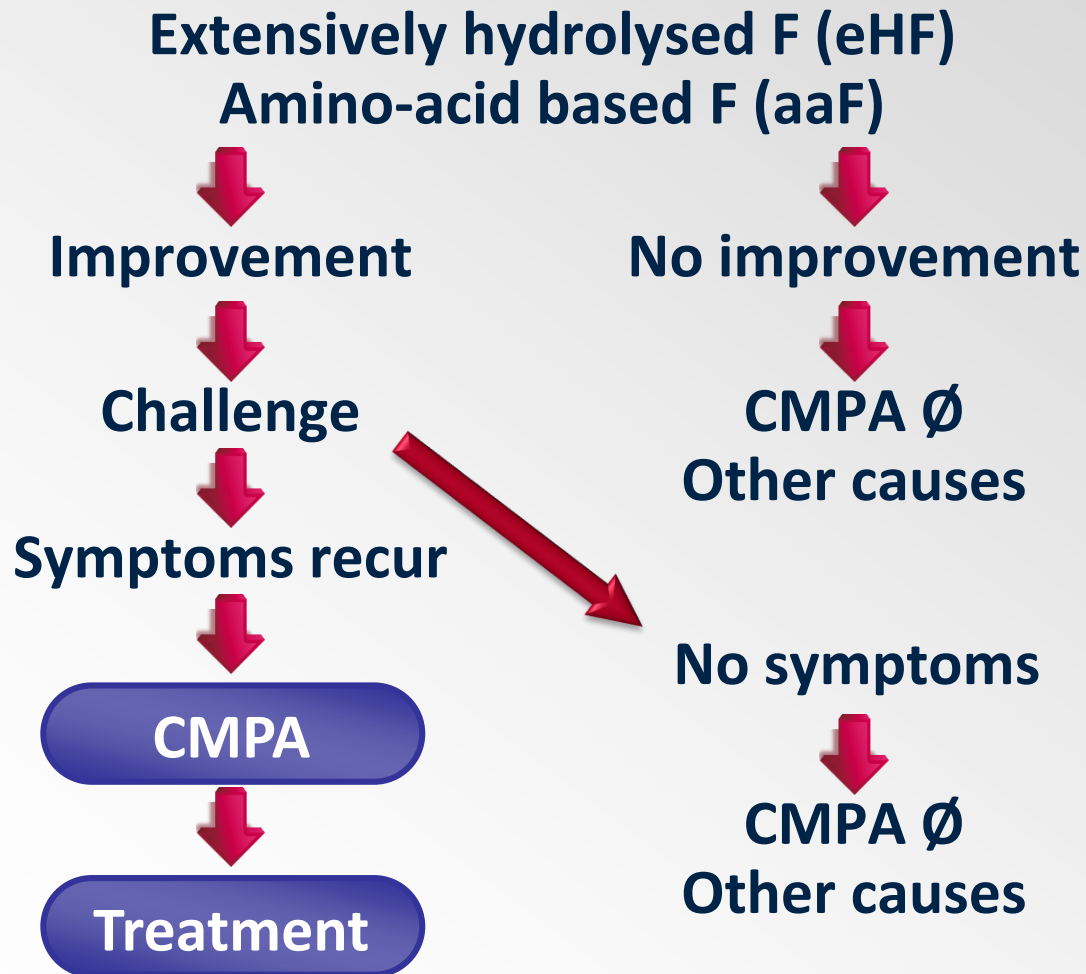 Extensively hydrolysed F (eHF)
Amino-acid based F (aaF)
Improvement
No improvement
Challenge
CMPA Ø
Other causes
Symptoms recur
No symptoms
CMPA
CMPA Ø
Other causes
Treatment